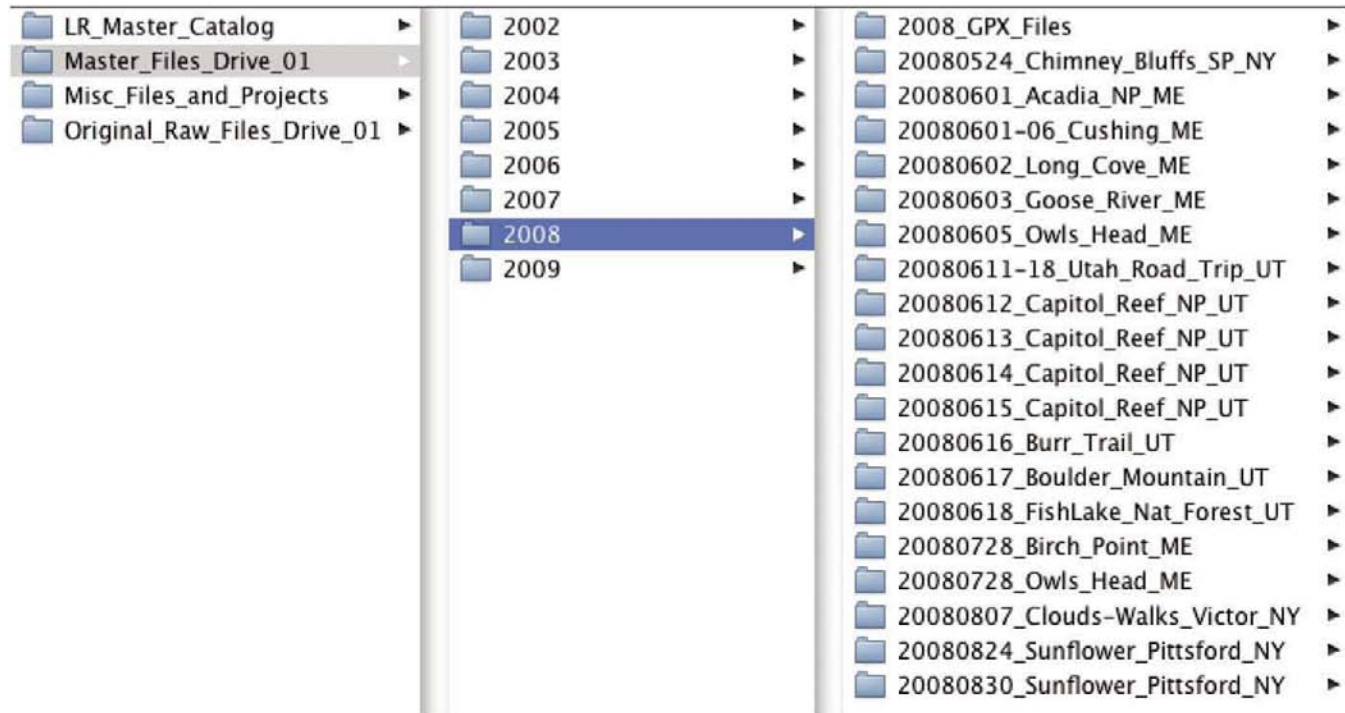 LR_Master_Catalog
Master_Files_Drive_01
Misc_Files_and_Projects
Original_Raw_Files_Drive_01
2002
2003
2004
2005
2006
2007
2008
2009
2008_GPX_Files
20080524_Chimney_Bluffs_SP_NY
20080601_Acadia_NP_ME
20080601-06_Cushing_ME
20080602_Long_Cove_ME
20080603_Goose_River_ME
20080605_Owls_Head_ME
20080611-18_Utah_Road_Trip_UT
20080612_Capitol_Reef_NP_UT
20080613_Capitol_Reef_NP_UT
20080614_Capitol_Reef_NP_UT
20080615_Capitol_Reef_NP_UT
20080616_Burr_Trail_UT
20080617_Boulder_Mountain_UT
20080618_FishLake_Nat_Forest_UT
20080728_Birch_Point_ME
20080728_Owls_Head_ME
20080807_Clouds-Walks_Victor_NY
20080824_Sunflower_Pittsford_NY
20080830_Sunflower_Pittsford_NY